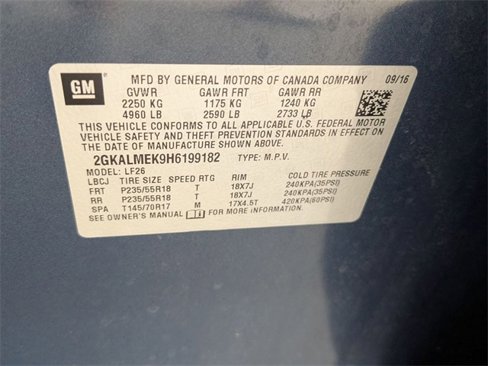 GM
MFD BY GENERAL MOTORS OF CANADA COMPANY 09/16
GVWR GAWR FRT GAWR RR
2250 KG 1175 KG 1240 KG
4960 LB 2590 LB 2733 LB
THIS VEHICLE CONFORMS TO ALL APPLICABLE U.S. FEDERAL MOTOR
VEHICLE SAFETY AND THEFT PREVENTION STANDARDS IN EFFECT ON
THE DATE OF MANUFACTURE SHOWN ABOVE.
2GKALMEK9H6199182 TYPE: M.P.V.
MODEL: LF26
LBCJ TIRE SIZE SPEED RTG RIM COLD TIRE PRESSURE
FRT P235/55R18 T 18X7J 240KPA(35PSI)
RR P235/55R18 T 18X7J 240KPA(35PSI)
SPA T145/70R17 M 17X4.5T 420KPA(60PSI)
SEE OWNER'S MANUAL FOR MORE INFORMATION.